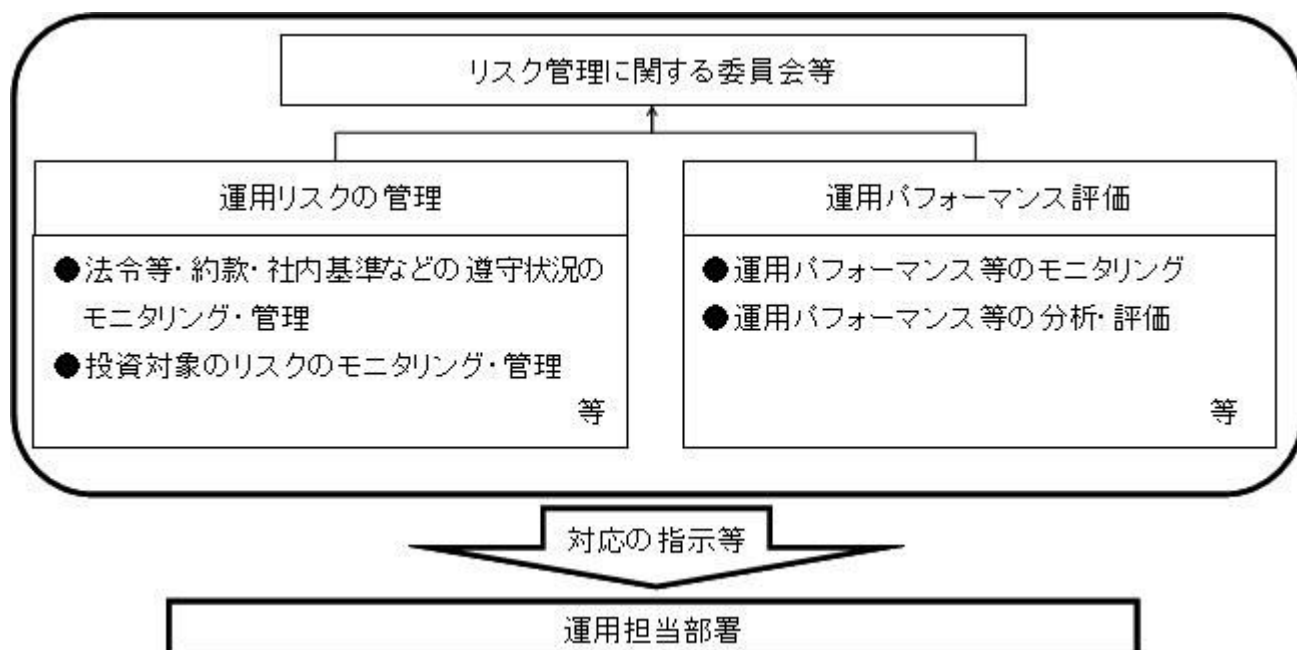 リスク管理に関する委員会等
運用リスクの管理
●法令等・約款・社内基準などの遵守状況の
モニタリング・管理
●投資対象のリスクのモニタリング・管理
等
運用パフォーマンス評価
●運用パフォーマンス等のモニタリング
●運用パフォーマンス等の分析・評価
等
対応の指示等
運用担当部署